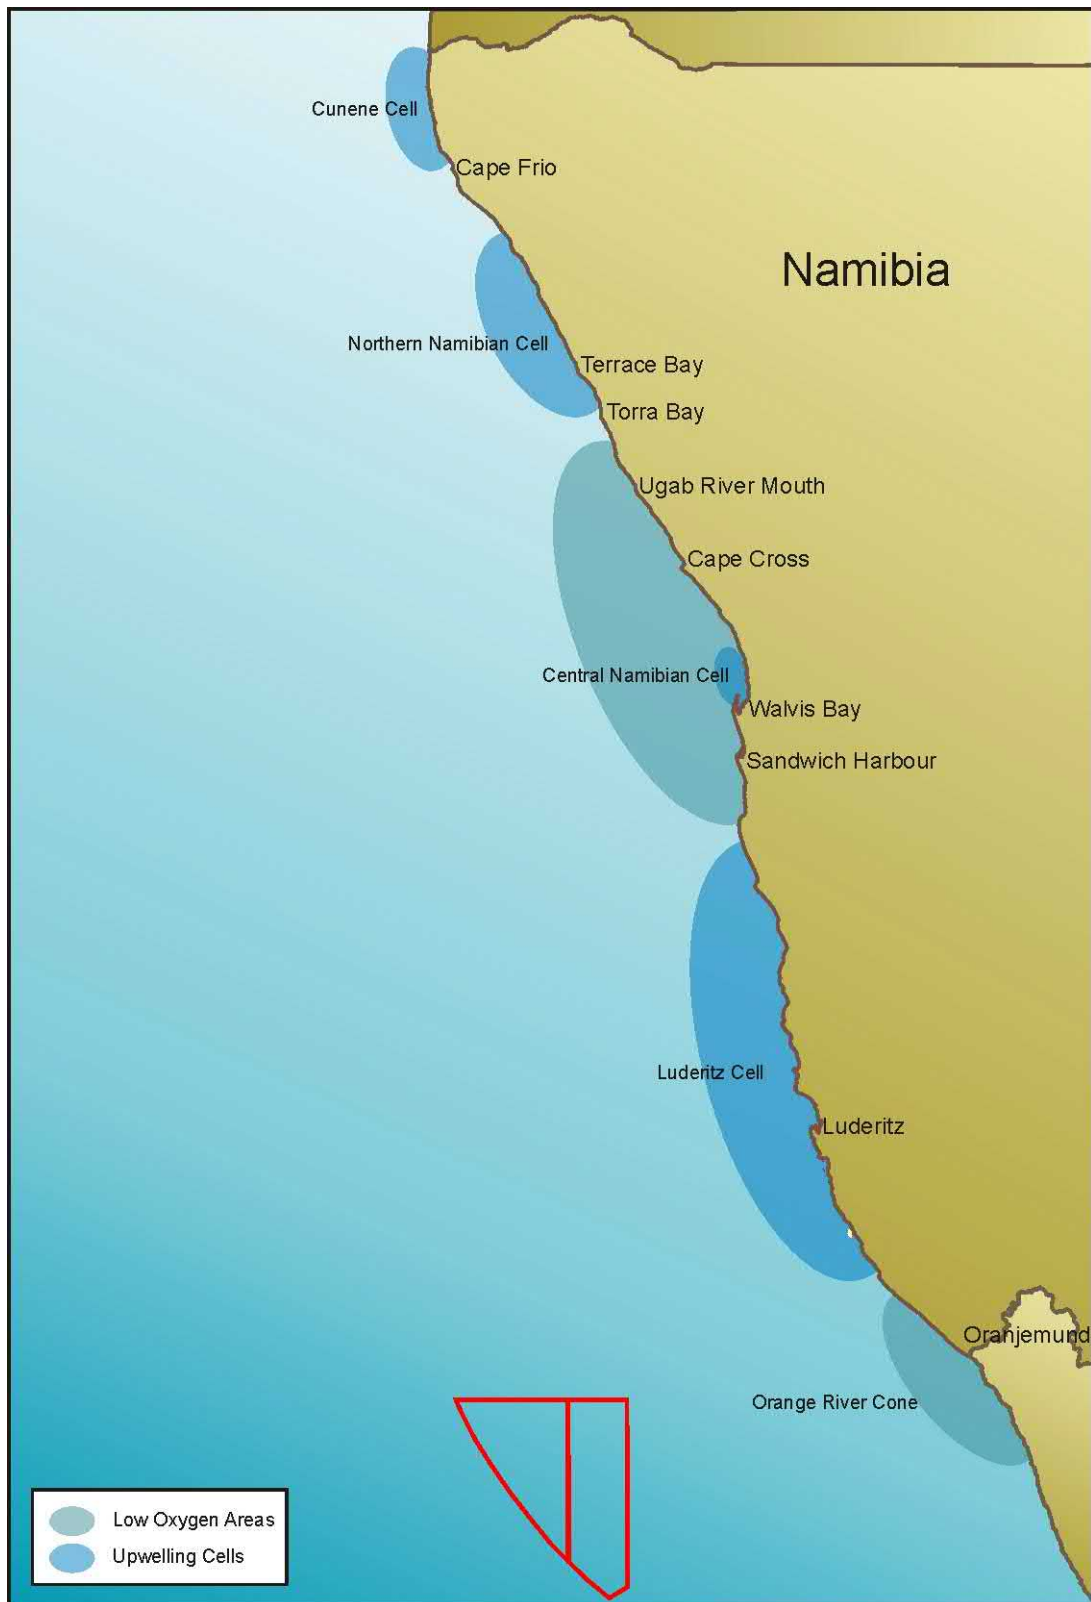 Cunene Cell
Cape Frio
Namibia
Northern Namibian Cell
Terrace Bay
Torra Bay
Ugab River Mouth
Cape Cross
Central Namibian Cell
Walvis Bay
Sandwich Harbour
Luderitz Cell
Luderitz
Oranjemund
Orange River Cone
Low Oxygen Areas
Upwelling Cells